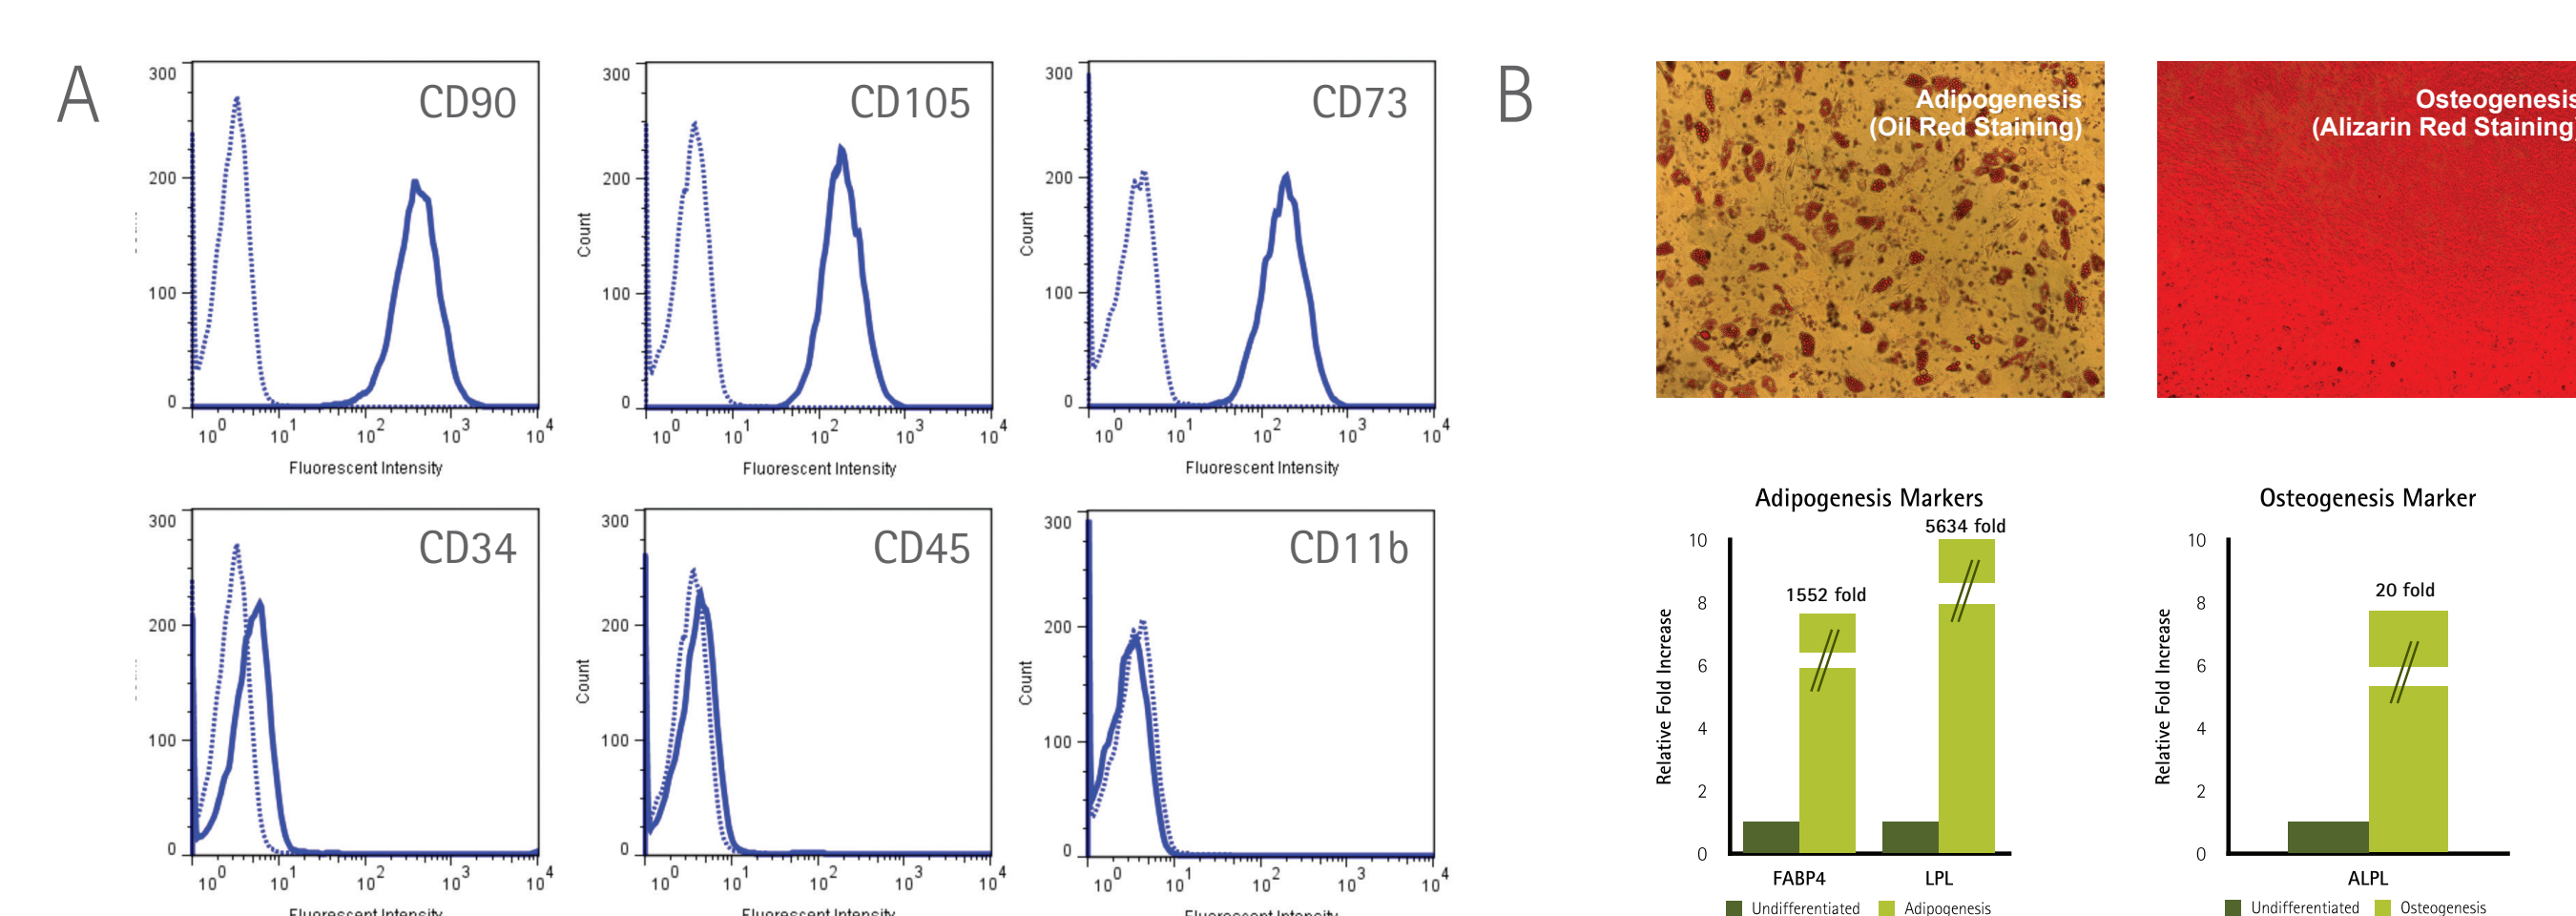 A
300
200
100
0
CD90
10^0 10^1 10^2 10^3 10^4
Fluorescent Intensity
Count
300
200
100
0
CD105
10^0 10^1 10^2 10^3 10^4
Fluorescent Intensity
Count
300
200
100
0
CD73
10^0 10^1 10^2 10^3 10^4
Fluorescent Intensity
300
200
100
0
CD34
10^0 10^1 10^2 10^3 10^4
Fluorescent Intensity
Count
300
200
100
0
CD45
10^0 10^1 10^2 10^3 10^4
Fluorescent Intensity
Count
300
200
100
0
CD11b
10^0 10^1 10^2 10^3 10^4
Fluorescent Intensity
B
Adipogenesis
(Oil Red Staining)
Osteogenesis
(Alizarin Red Staining)
Adipogenesis Markers
Relative Fold Increase
10
8
6
4
2
0
1552 fold
5634 fold
FABP4 LPL
Undifferentiated Adipogenesis
Osteogenesis Marker
Relative Fold Increase
10
8
6
4
2
0
20 fold
ALPL
Undifferentiated Osteogenesis